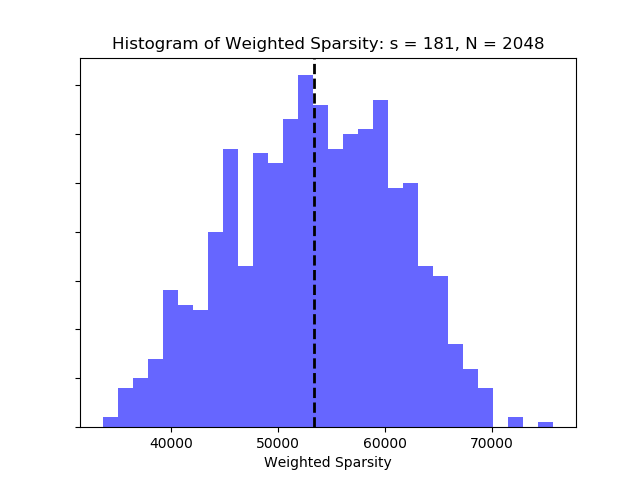 Histogram of Weighted Sparsity: s = 181, N = 2048
40000 50000 60000 70000
Weighted Sparsity